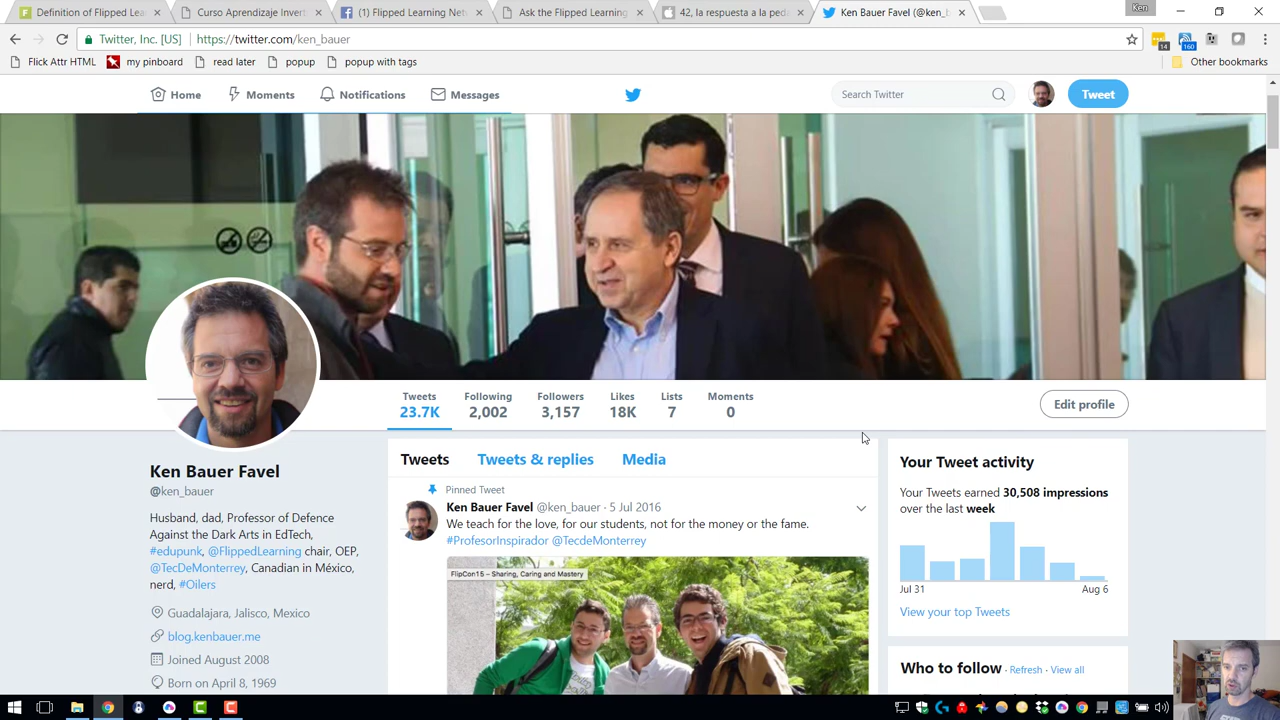 Definition of Flipped Lea
Curso Aprendizaje Invert
(1) Flipped Learning Net
Ask the Flipped Learning
42, la respuesta a la ped
Ken Bauer Favel (@ken_b
Ken
Twitter, Inc. [US]
https://twitter.com/ken_bauer
14
160
Flick Attr HTML
my pinboard
read later
popup
popup with tags
Other bookmarks
Home
Moments
Notifications
Messages
Search Twitter
Tweet
Tweets
23.7K
Following
2,002
Followers
3,157
Likes
18K
Lists
7
Moments
0
Edit profile
Ken Bauer Favel
@ken_bauer
Husband, dad, Professor of Defence
Against the Dark Arts in EdTech,
#edupunk, @FlippedLearning chair, OEP,
@TecDeMonterrey, Canadian in México,
nerd, #Oilers
Guadalajara, Jalisco, Mexico
blog.kenbauer.me
Joined August 2008
Born on April 8, 1969
Tweets
Tweets & replies
Media
Pinned Tweet
Ken Bauer Favel @ken_bauer · 5 Jul 2016
We teach for the love, for our students, not for the money or the fame.
#ProfesorInspirador @TecdeMonterrey
FlipCon15 – Sharing, Caring and Mastery
Your Tweet activity
Your Tweets earned 30,508 impressions
over the last week
Jul 31
Aug 6
View your top Tweets
Who to follow · Refresh · View all